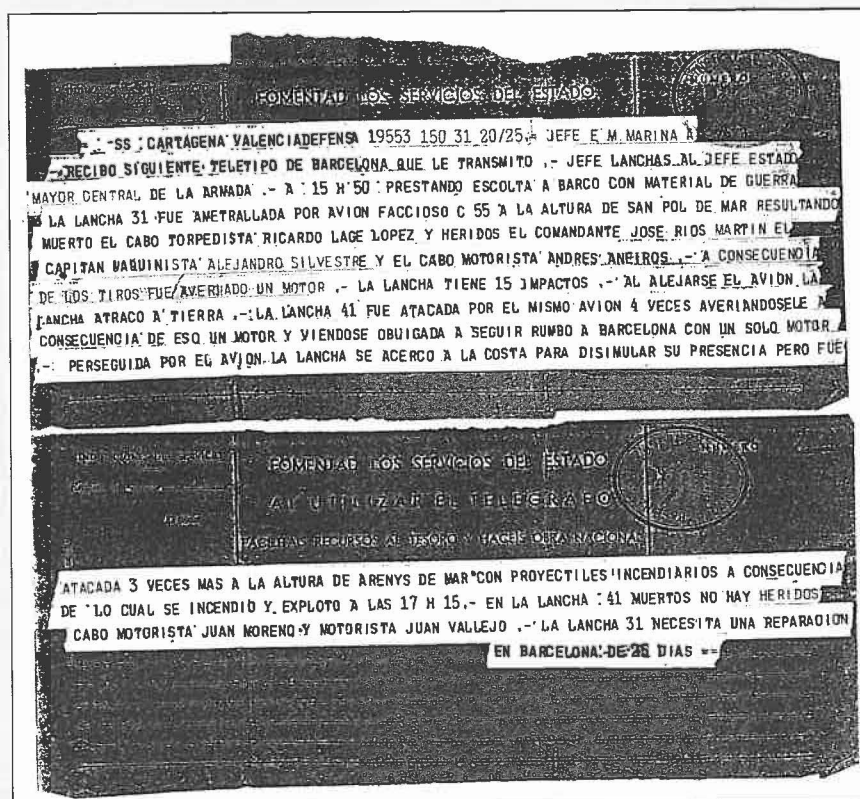 FOMENTAD LOS SERVICIOS DEL ESTADO
NUMERO
= -SS CARTAGENA VALENCIADEFENSA 19553 150 31 20/25.= JEFE E M.MARINA A
-.RECIBO SIGUIENTE TELETIPO DE BARCELONA QUE LE TRANSMITO .- JEFE LANCHAS AL JEFE ESTADO
MAYOR CENTRAL DE LA ARMADA .- A 15 H 50 PRESTANDO ESCOLTA A BARCO CON MATERIAL DE GUERRA
LA LANCHA 31 FUE AMETRALLADA POR AVION FACCIOSO C 55 A LA ALTURA DE SAN POL DE MAR RESULTANDO
MUERTO EL CABO TORPEDISTA RICARDO LAGE LOPEZ Y HERIDOS EL COMANDANTE JOSE RIOS MARTIN EL
CAPITAN MAQUINISTA ALEJANDRO SILVESTRE Y EL CABO MOTORISTA ANDRES ANEIROS .- A CONSECUENCIA
DE LOS TIROS FUE AVERIADO UN MOTOR .- LA LANCHA TIENE 15 IMPACTOS .- AL ALEJARSE EL AVION LA
LANCHA ATRACO A TIERRA .-:LA LANCHA 41 FUE ATACADA POR EL MISMO AVION 4 VECES AVERIANDOSELE A
CONSECUENCIA DE ESO UN MOTOR Y VIENDOSE OBUIGADA A SEGUIR RUMBO A BARCELONA CON UN SOLO MOTOR
.-: PERSEGUIDA POR EL AVION LA LANCHA SE ACERCO A LA COSTA PARA DISIMULAR SU PRESENCIA PERO FUE
FOMENTAD LOS SERVICIOS DEL ESTADO
NUMERO
AL UTILIZAR EL TELEGRAFO
FACILITAIS RECURSOS AL TESORO Y HACEIS OBRA NACIONAL
ATACADA 3 VECES MAS A LA ALTURA DE ARENYS DE MAR CON PROYECTILES INCENDIARIOS A CONSECUENCIA
DE LO CUAL SE INCENDIO Y EXPLOTO A LAS 17 H 15.- EN LA LANCHA 41 MUERTOS NO HAY HERIDOS
CABO MOTORISTA JUAN MORENO Y MOTORISTA JUAN VALLEJO .- LA LANCHA 31 NECESITA UNA REPARACION
EN BARCELONA DE 25 DIAS ==